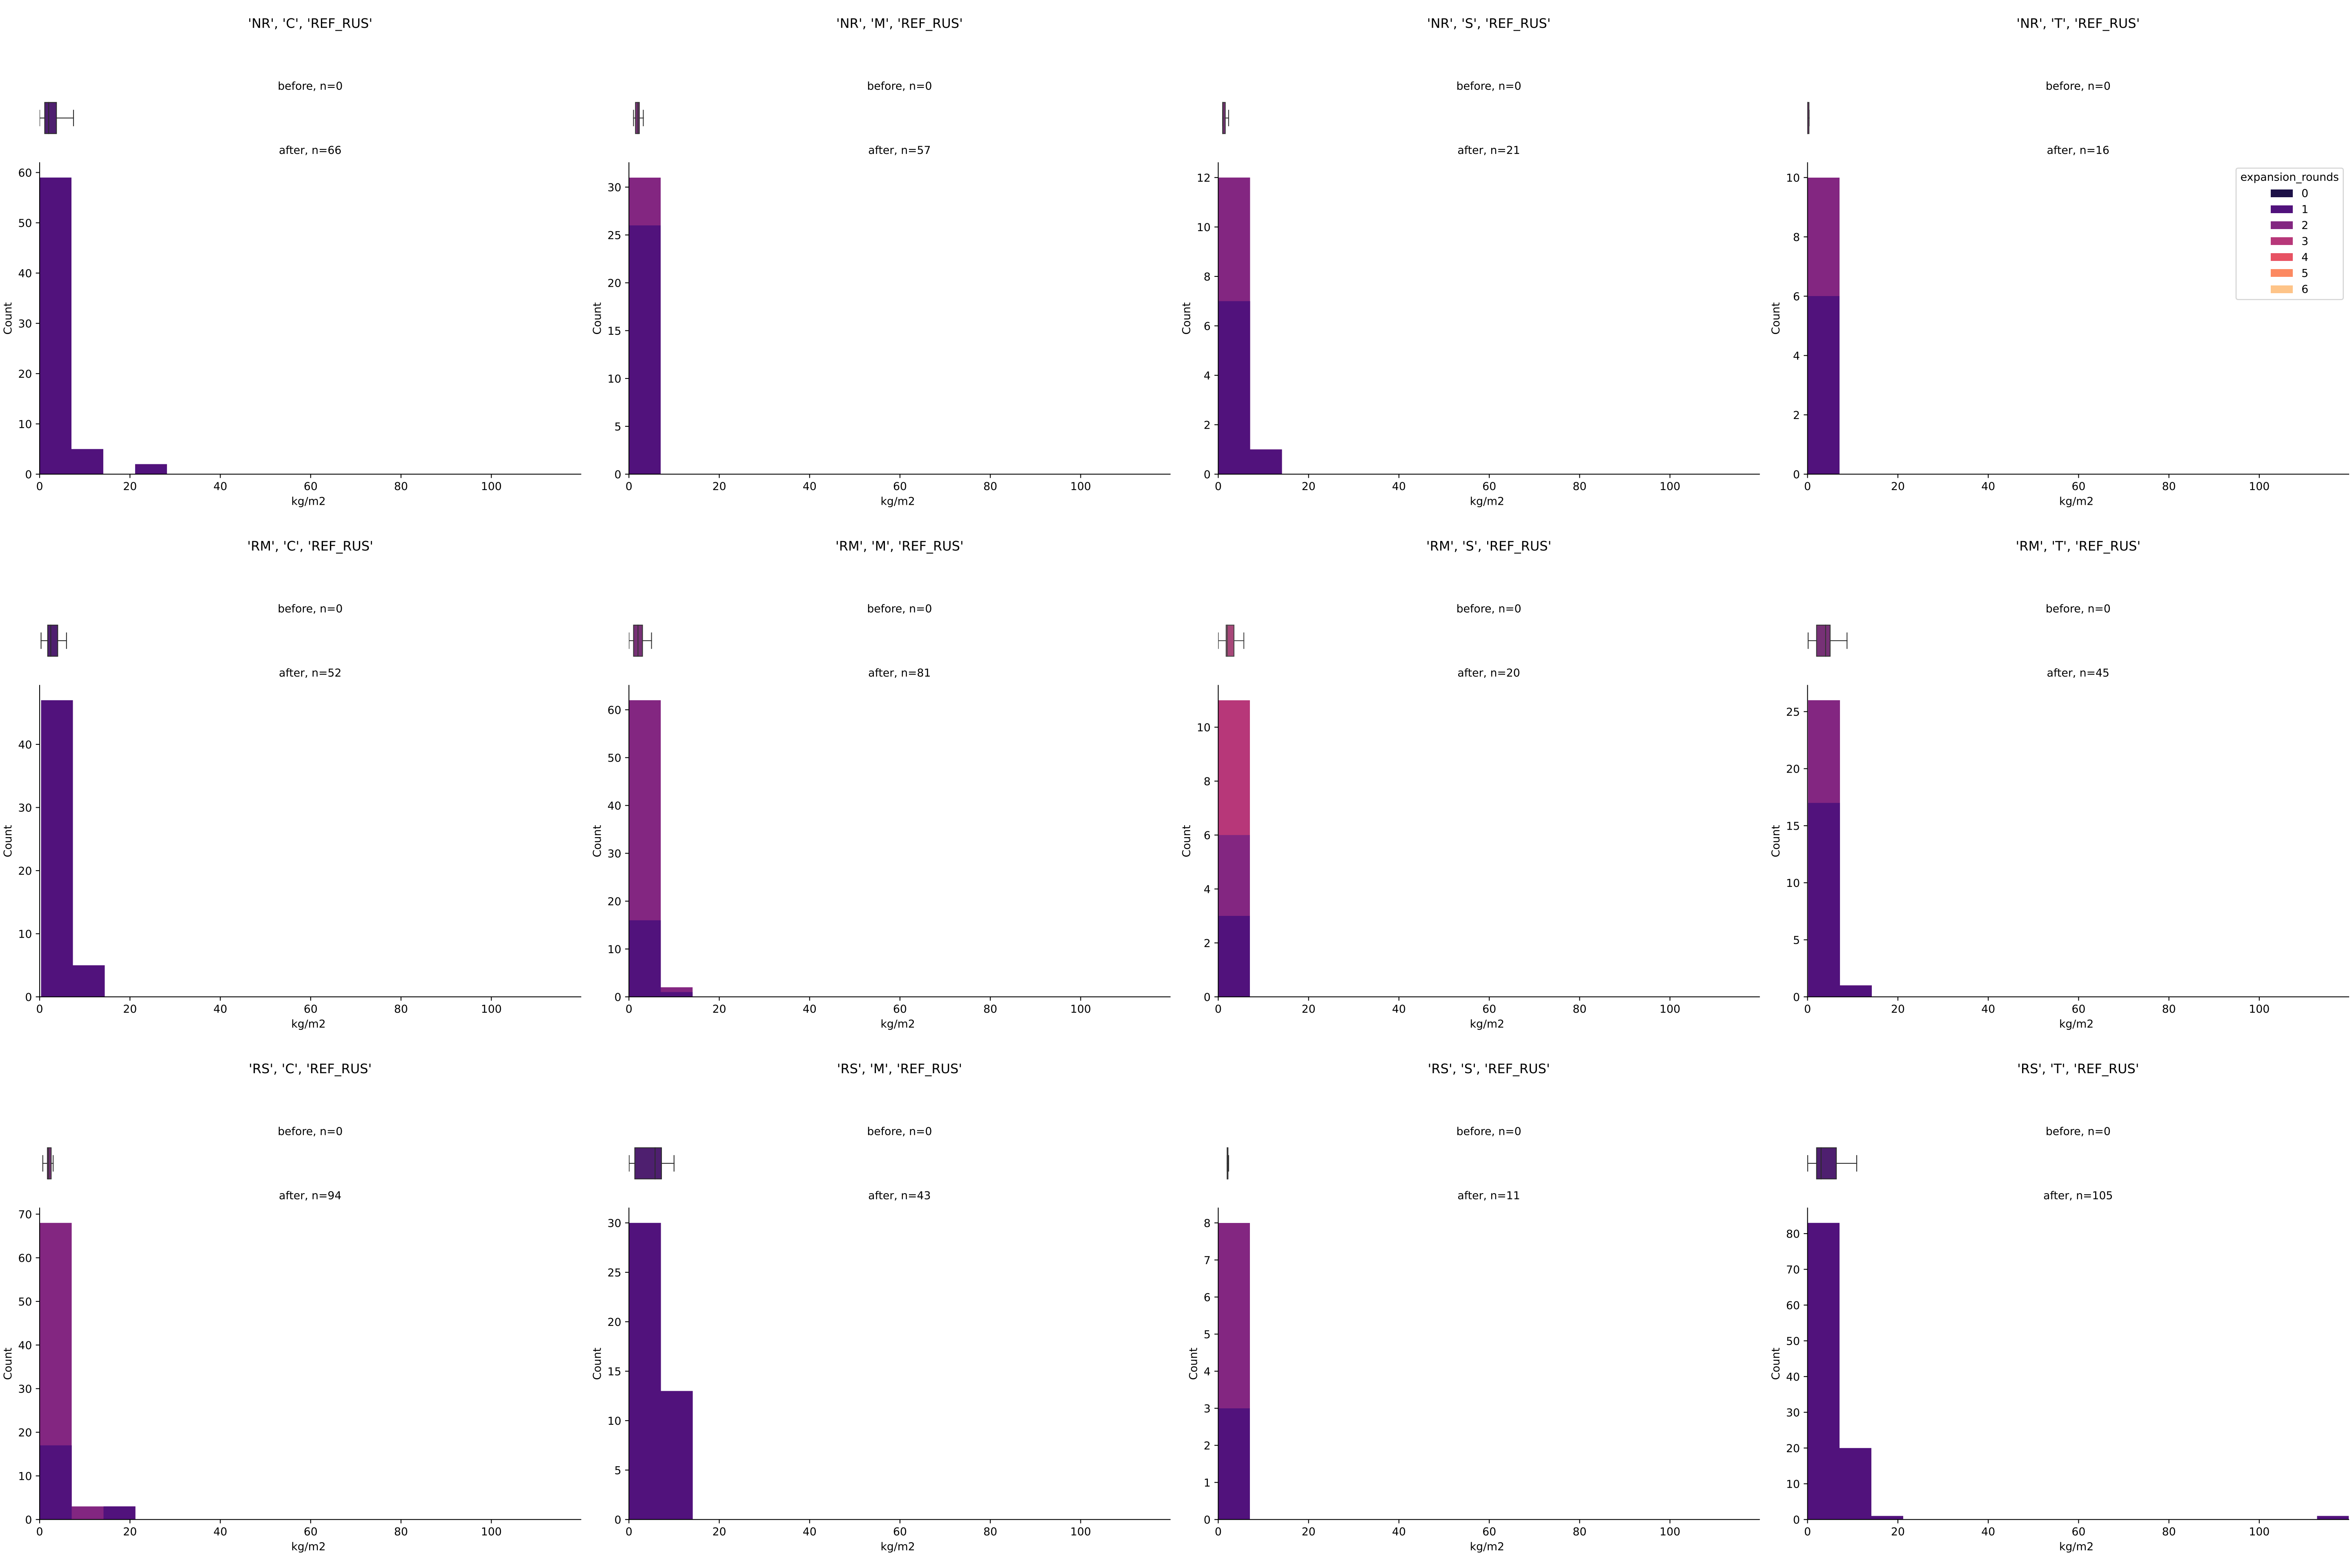 'NR', 'C', 'REF_RUS'
'NR', 'M', 'REF_RUS'
'NR', 'S', 'REF_RUS'
'NR', 'T', 'REF_RUS'
before, n=0
before, n=0
before, n=0
before, n=0
after, n=66
after, n=57
after, n=21
after, n=16
Count
60
50
40
30
20
10
0
0 20 40 60 80 100
kg/m2
Count
30
25
20
15
10
5
0
0 20 40 60 80 100
kg/m2
Count
12
10
8
6
4
2
0
0 20 40 60 80 100
kg/m2
Count
10
8
6
4
2
0
0 20 40 60 80 100
kg/m2
expansion_rounds
0
1
2
3
4
5
6
'RM', 'C', 'REF_RUS'
'RM', 'M', 'REF_RUS'
'RM', 'S', 'REF_RUS'
'RM', 'T', 'REF_RUS'
before, n=0
before, n=0
before, n=0
before, n=0
after, n=52
after, n=81
after, n=20
after, n=45
Count
40
30
20
10
0
0 20 40 60 80 100
kg/m2
Count
60
50
40
30
20
10
0
0 20 40 60 80 100
kg/m2
Count
10
8
6
4
2
0
0 20 40 60 80 100
kg/m2
Count
25
20
15
10
5
0
0 20 40 60 80 100
kg/m2
'RS', 'C', 'REF_RUS'
'RS', 'M', 'REF_RUS'
'RS', 'S', 'REF_RUS'
'RS', 'T', 'REF_RUS'
before, n=0
before, n=0
before, n=0
before, n=0
after, n=94
after, n=43
after, n=11
after, n=105
Count
70
60
50
40
30
20
10
0
0 20 40 60 80 100
kg/m2
Count
30
25
20
15
10
5
0
0 20 40 60 80 100
kg/m2
Count
8
7
6
5
4
3
2
1
0
0 20 40 60 80 100
kg/m2
Count
80
70
60
50
40
30
20
10
0
0 20 40 60 80 100
kg/m2